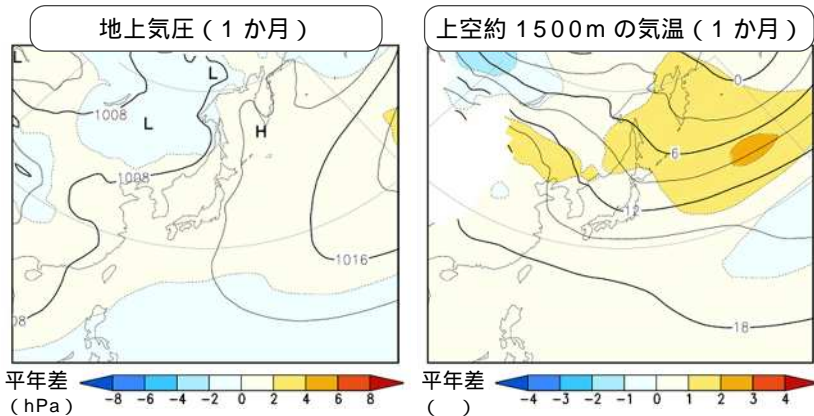 地上気圧（1か月）
上空約1500mの気温（1か月）
L
L
1008
L
H
1008
1016
08
0
6
12
18
平年差
-8 -6 -4 -2 0 2 4 6 8
（hPa）
平年差
-4 -3 -2 -1 0 1 2 3 4
（ ）